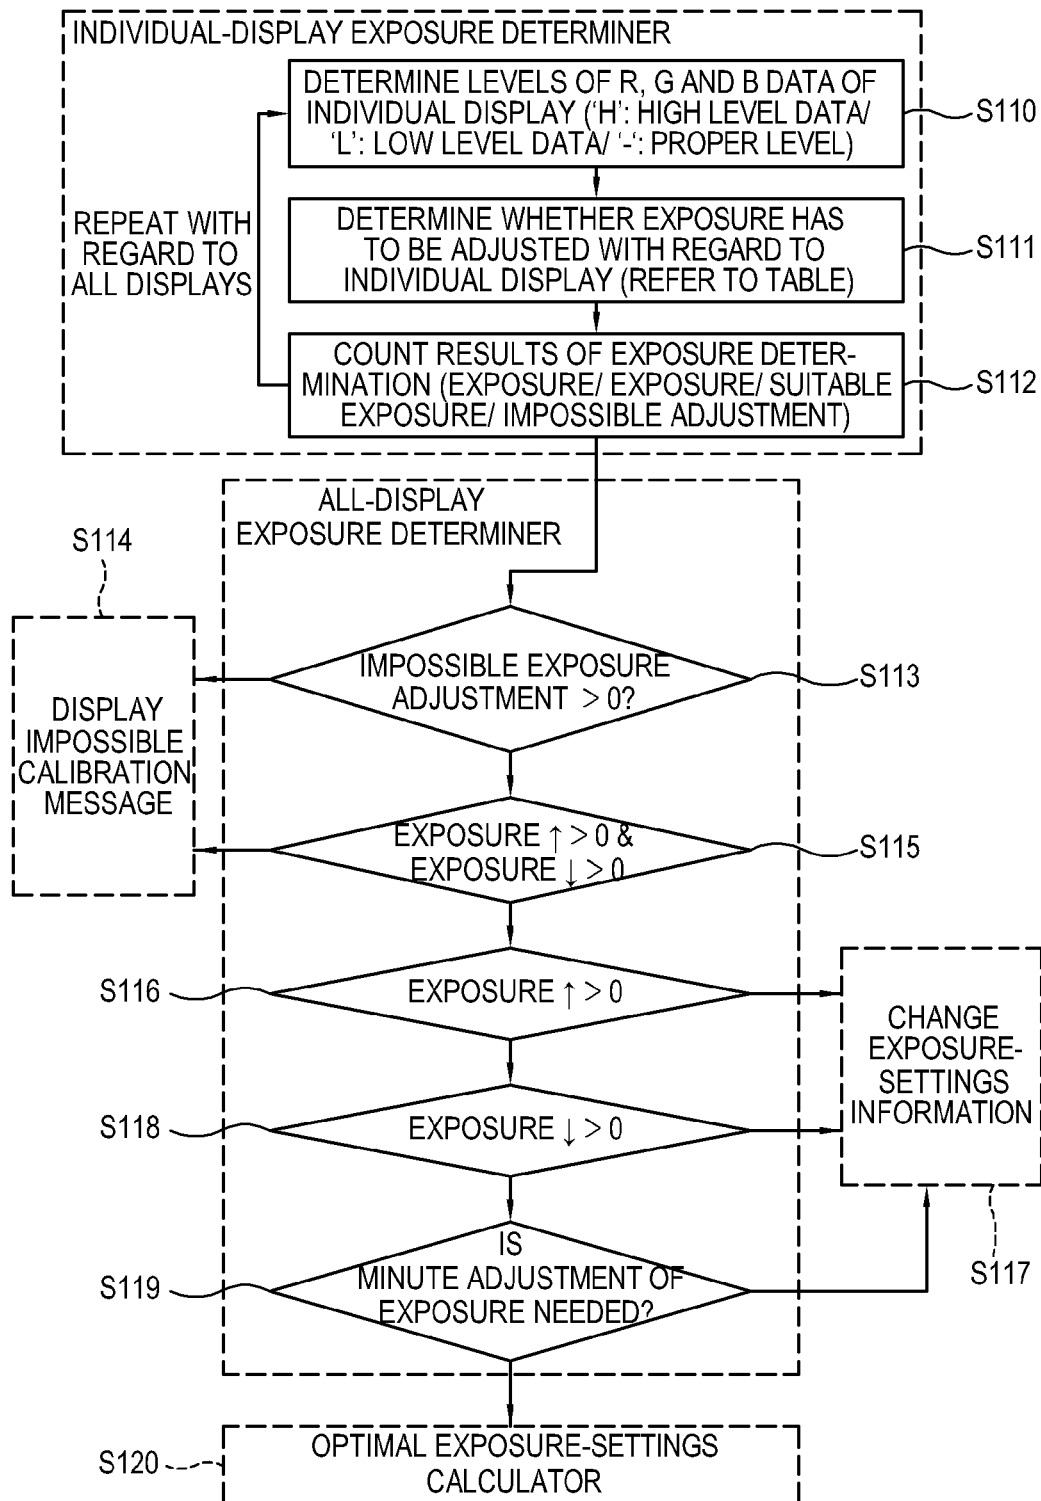 INDIVIDUAL-DISPLAY EXPOSURE DETERMINER
DETERMINE LEVELS OF R, G AND B DATA OF
INDIVIDUAL DISPLAY ('H': HIGH LEVEL DATA/
'L': LOW LEVEL DATA/ '-': PROPER LEVEL)
S110
REPEAT WITH
REGARD TO
ALL DISPLAYS
DETERMINE WHETHER EXPOSURE HAS
TO BE ADJUSTED WITH REGARD TO
INDIVIDUAL DISPLAY (REFER TO TABLE)
S111
COUNT RESULTS OF EXPOSURE DETER-
MINATION (EXPOSURE/ EXPOSURE/ SUITABLE
EXPOSURE/ IMPOSSIBLE ADJUSTMENT)
S112
ALL-DISPLAY
EXPOSURE DETERMINER
S114
DISPLAY
IMPOSSIBLE
CALIBRATION
MESSAGE
IMPOSSIBLE EXPOSURE
ADJUSTMENT > 0?
S113
EXPOSURE ↑ > 0 &
EXPOSURE ↓ > 0
S115
S116
EXPOSURE ↑ > 0
CHANGE
EXPOSURE-
SETTINGS
INFORMATION
S117
S118
EXPOSURE ↓ > 0
S119
IS
MINUTE ADJUSTMENT OF
EXPOSURE NEEDED?
S120
OPTIMAL EXPOSURE-SETTINGS
CALCULATOR